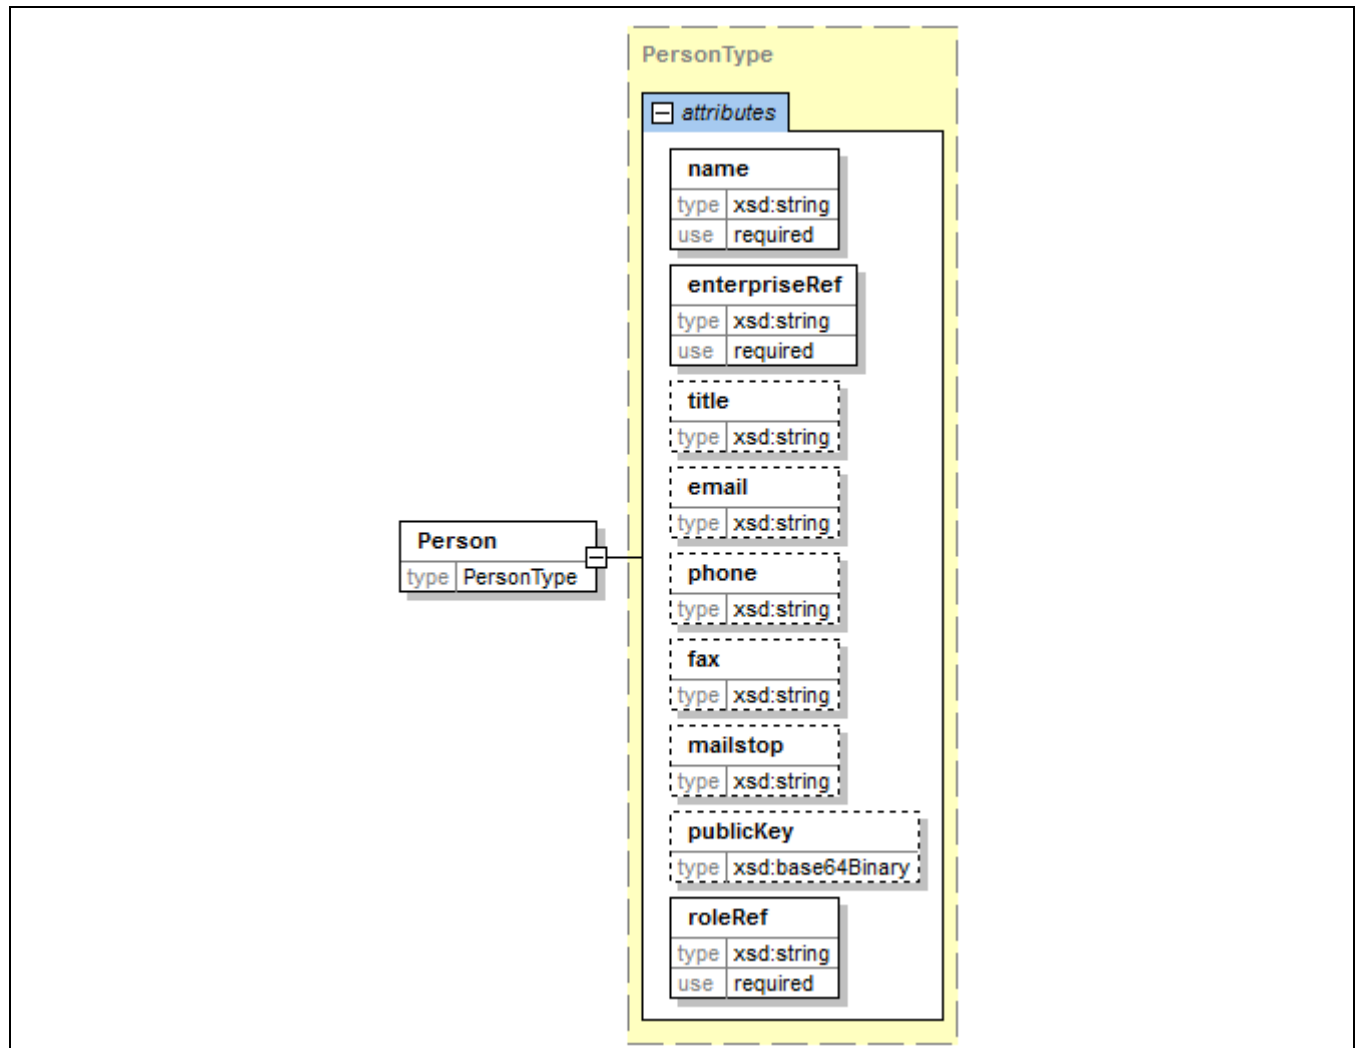 PersonType
attributes
name
type xsd:string
use required
enterpriseRef
type xsd:string
use required
title
type xsd:string
email
type xsd:string
Person
type PersonType
phone
type xsd:string
fax
type xsd:string
mailstop
type xsd:string
publicKey
type xsd:base64Binary
roleRef
type xsd:string
use required